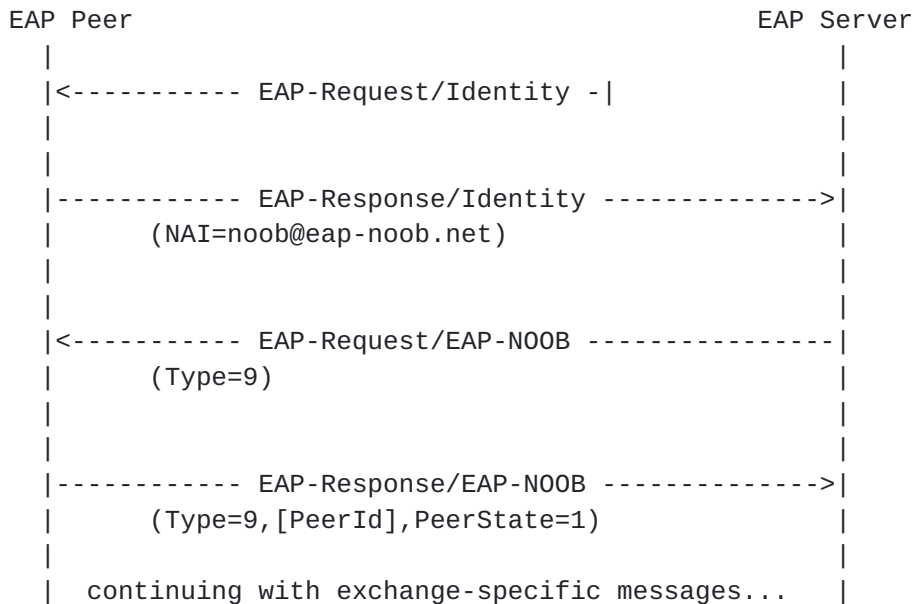 EAP Peer                                       EAP Server
  |                                                   |
  |<----------- EAP-Request/Identity -|               |
  |                                                   |
  |                                                   |
  |------------ EAP-Response/Identity -------------->|
  |      (NAI=noob@eap-noob.net)                      |
  |                                                   |
  |                                                   |
  |<----------- EAP-Request/EAP-NOOB ----------------|
  |      (Type=9)                                     |
  |                                                   |
  |                                                   |
  |------------ EAP-Response/EAP-NOOB -------------->|
  |      (Type=9,[PeerId],PeerState=1)                |
  |                                                   |
  |  continuing with exchange-specific messages...    |